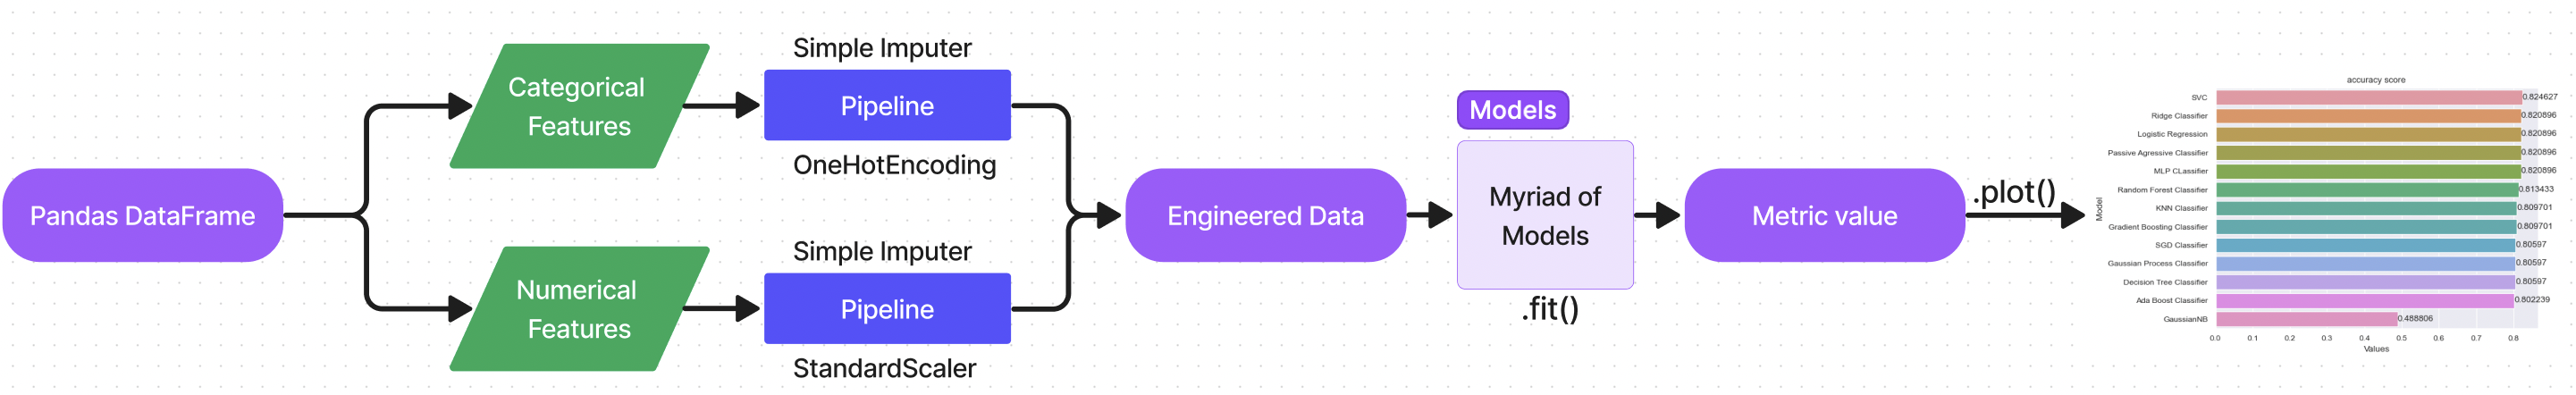 Pandas DataFrame
Categorical
Features
Simple Imputer
Pipeline
OneHotEncoding
Numerical
Features
Simple Imputer
Pipeline
StandardScaler
Engineered Data
Models
Myriad of
Models
.fit()
Metric value
.plot()
accuracy score
Model
SVC 0.824627
Ridge Classifier 0.820896
Logistic Regression 0.820896
Passive Agressive Classifier 0.820896
MLP CLassifier 0.820896
Random Forest Classifier 0.813433
KNN Classifier 0.809701
Gradient Boosting Classifier 0.809701
SGD Classifier 0.80597
Gaussian Process Classifier 0.80597
Decision Tree Classifier 0.80597
Ada Boost Classifier 0.802239
GaussianNB 0.488806
0.0 0.1 0.2 0.3 0.4 0.5 0.6 0.7 0.8
Values